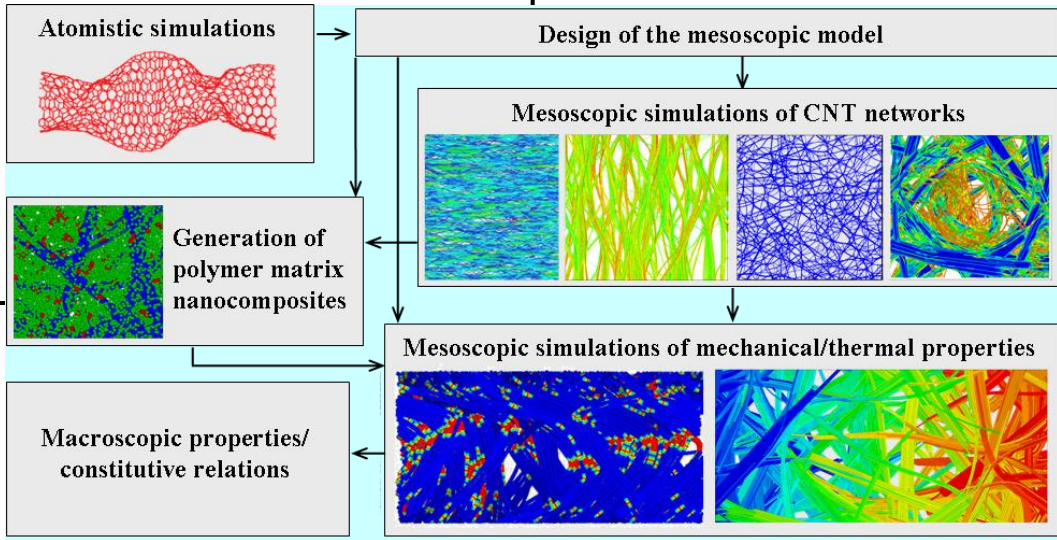 Atomistic simulations
Design of the mesoscopic model
Mesoscopic simulations of CNT networks
Generation of
polymer matrix
nanocomposites
Mesoscopic simulations of mechanical/thermal properties
Macroscopic properties/
constitutive relations